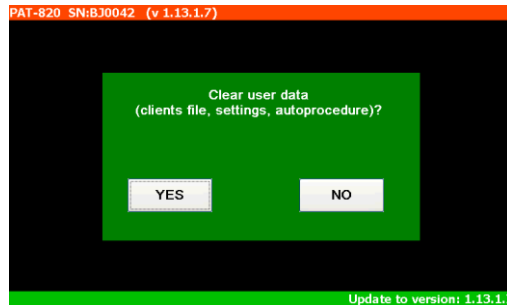 PAT-820 SN:BJ0042 (v 1.13.1.7)
Clear user data
(clients file, settings, autoprocedure)?
YES
NO
Update to version: 1.13.1.